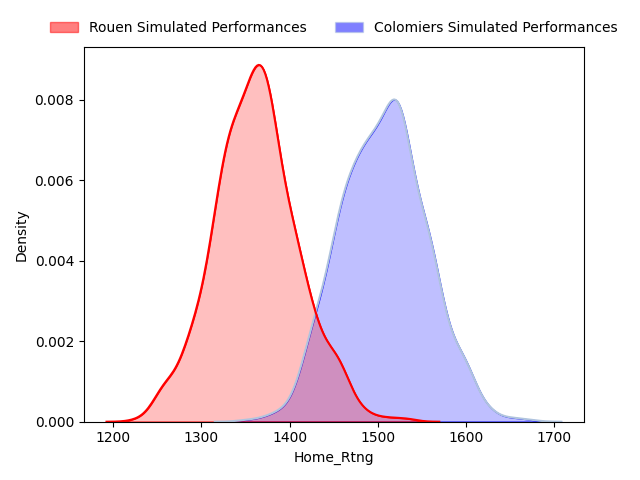 Rouen Simulated Performances Colomiers Simulated Performances
0.008
0.006
0.004
0.002
0.000
Density
1200 1300 1400 1500 1600 1700
Home_Rtng